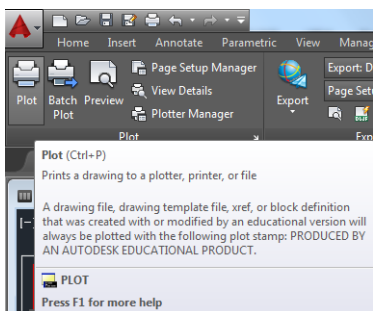 Home Insert Annotate Parametric View Manag
Plot
Batch Plot
Preview
Page Setup Manager
View Details
Plotter Manager
Export
Export: D
Page Set
Plot
Exp
Plot (Ctrl+P)
Prints a drawing to a plotter, printer, or file
A drawing file, drawing template file, xref, or block definition
that was created with or modified by an educational version will
always be plotted with the following plot stamp: PRODUCED BY
AN AUTODESK EDUCATIONAL PRODUCT.
PLOT
Press F1 for more help